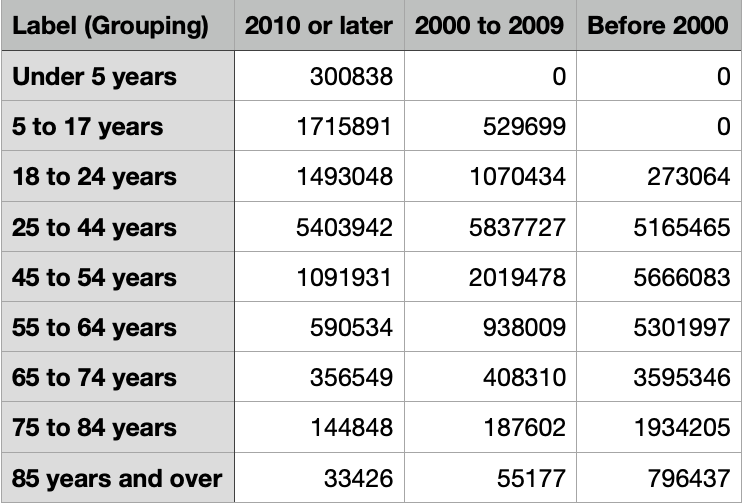 Label (Grouping) 2010 or later 2000 to 2009 Before 2000
Under 5 years 300838 0 0
5 to 17 years 1715891 529699 0
18 to 24 years 1493048 1070434 273064
25 to 44 years 5403942 5837727 5165465
45 to 54 years 1091931 2019478 5666083
55 to 64 years 590534 938009 5301997
65 to 74 years 356549 408310 3595346
75 to 84 years 144848 187602 1934205
85 years and over 33426 55177 796437